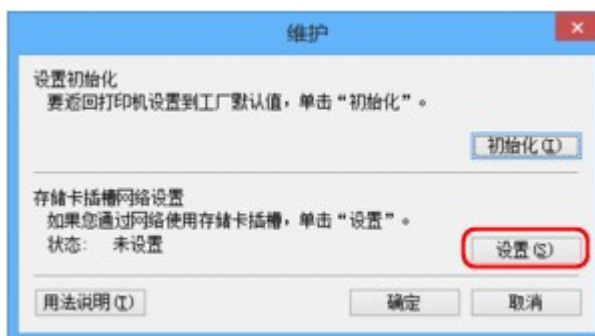 维护
设置初始化
要返回打印机设置到工厂默认值，单击“初始化”。
初始化(I)
存储卡插槽网络设置
如果您通过网络使用存储卡插槽，单击“设置”。
状态: 未设置
设置(S)
用法说明(T) 确定 取消